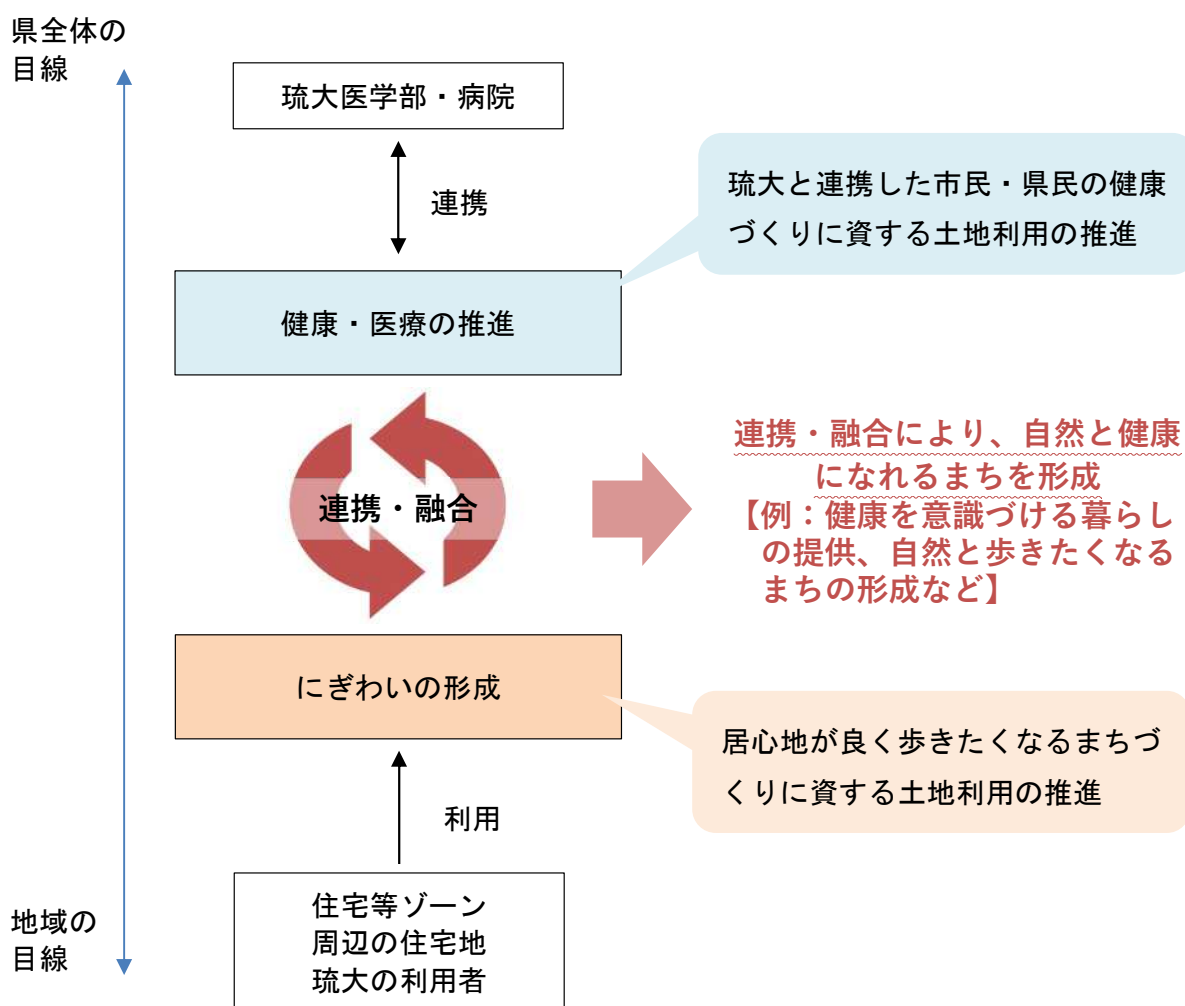 県全体の
目線
琉大医学部・病院
連携
琉大と連携した市民・県民の健康
づくりに資する土地利用の推進
健康・医療の推進
連携・融合
連携・融合により、自然と健康
になれるまちを形成
【例：健康を意識づける暮らし
の提供、自然と歩きたくなる
まちの形成など】
にぎわいの形成
居心地が良く歩きたくなるまちづ
くりに資する土地利用の推進
利用
住宅等ゾーン
周辺の住宅地
琉大の利用者
地域の
目線